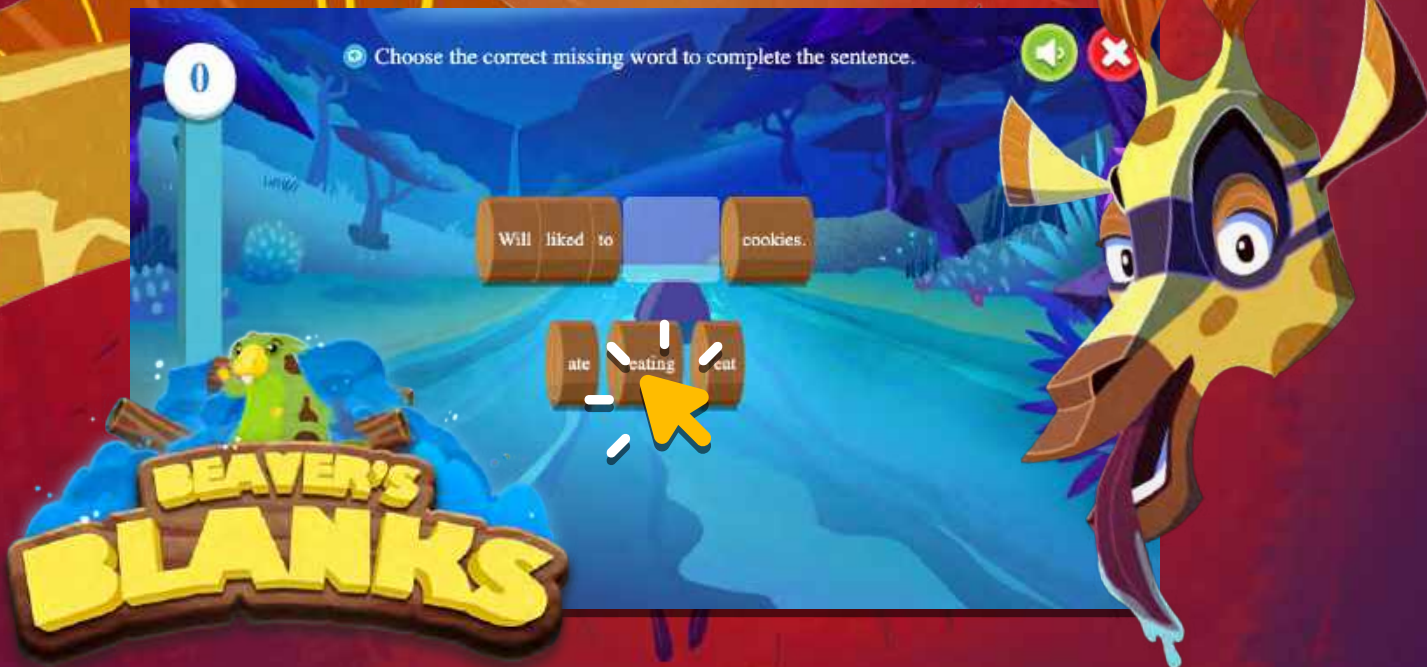 0
Choose the correct missing word to complete the sentence.
Will liked to cookies.
ate eating eat
BEAVER'S
BLANKS